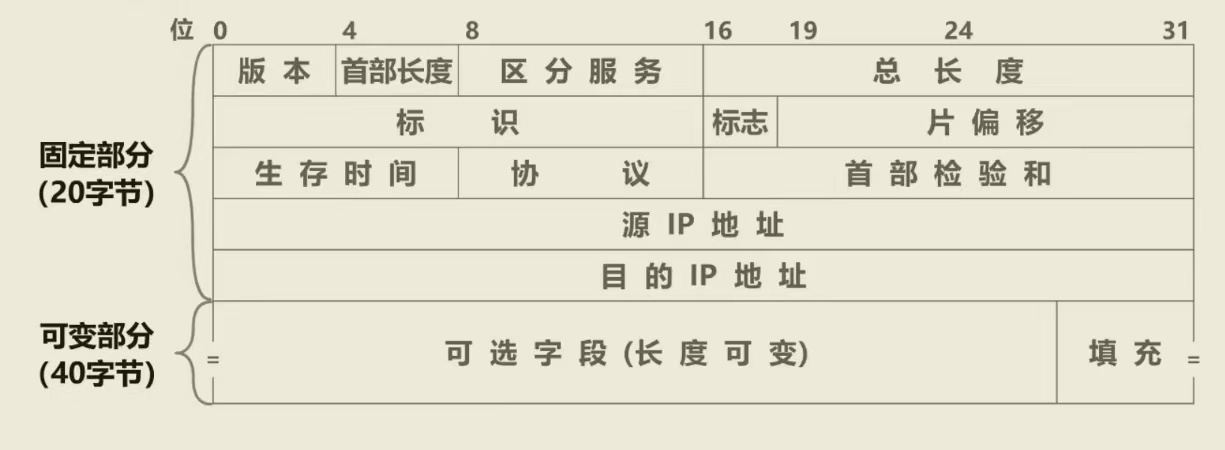 位 0 4 8 16 19 24 31
版本 首部长度 区分服务 总长度
标识 标志 片偏移
固定部分
(20字节)
生存时间 协议 首部检验和
源 IP 地址
目的 IP 地址
可变部分
(40字节)
可选字段 (长度可变) 填充